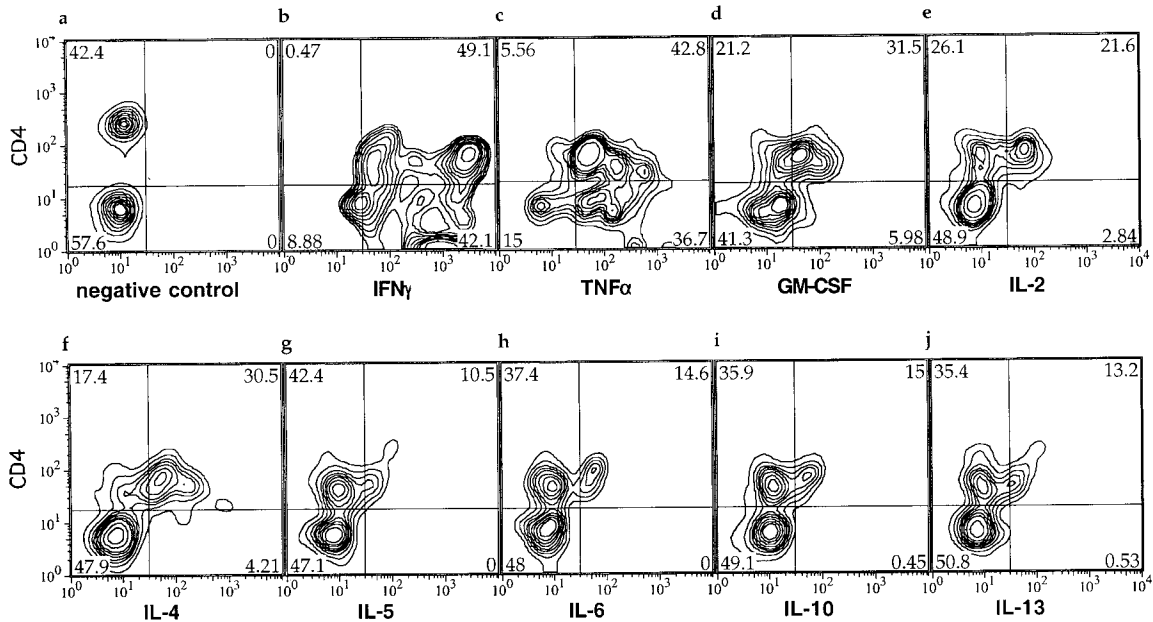 a b c d e
10⁴ 42.4 0 0.47 49.1 5.56 42.8 21.2 31.5 26.1 21.6
10³
CD4 10²
10¹
10⁰ 57.6 0 8.88 42.1 15 36.7 41.3 5.98 48.9 2.84
10⁰ 10¹ 10² 10³ 10⁰ 10¹ 10² 10³ 10⁰ 10¹ 10² 10³ 10⁰ 10¹ 10² 10³ 10⁰ 10¹ 10² 10³ 10⁴
negative control IFNγ TNFα GM-CSF IL-2
f g h i j
10⁴ 17.4 30.5 42.4 10.5 37.4 14.6 35.9 15 35.4 13.2
10³
CD4 10²
10¹
10⁰ 47.9 4.21 47.1 0 48 0 49.1 0.45 50.8 0.53
10⁰ 10¹ 10² 10³ 10⁰ 10¹ 10² 10³ 10⁰ 10¹ 10² 10³ 10⁰ 10¹ 10² 10³ 10⁰ 10¹ 10² 10³ 10⁴
IL-4 IL-5 IL-6 IL-10 IL-13